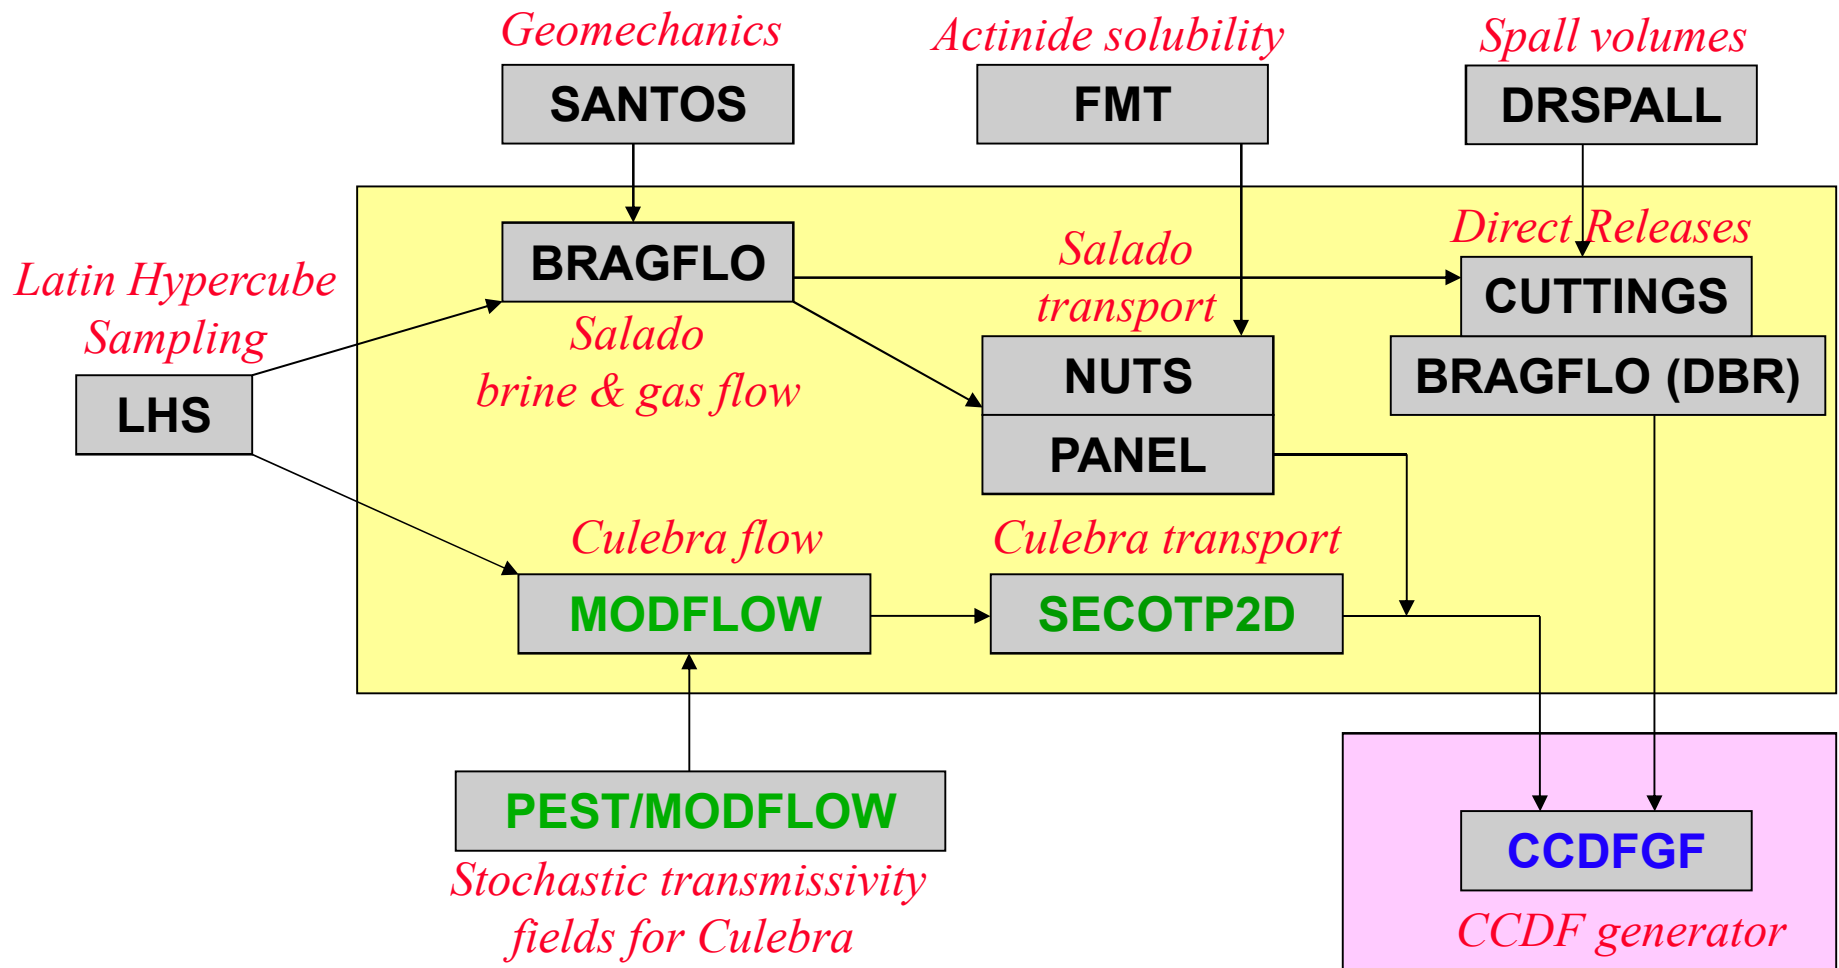 Geomechanics
Actinide solubility
Spall volumes
SANTOS
FMT
DRSPALL
Direct Releases
BRAGFLO
Salado
transport
Latin Hypercube
Sampling
CUTTINGS
Salado
brine & gas flow
NUTS
BRAGFLO (DBR)
LHS
PANEL
Culebra flow
Culebra transport
MODFLOW
SECOTP2D
PEST/MODFLOW
Stochastic transmissivity
fields for Culebra
CCDFGF
CCDF generator